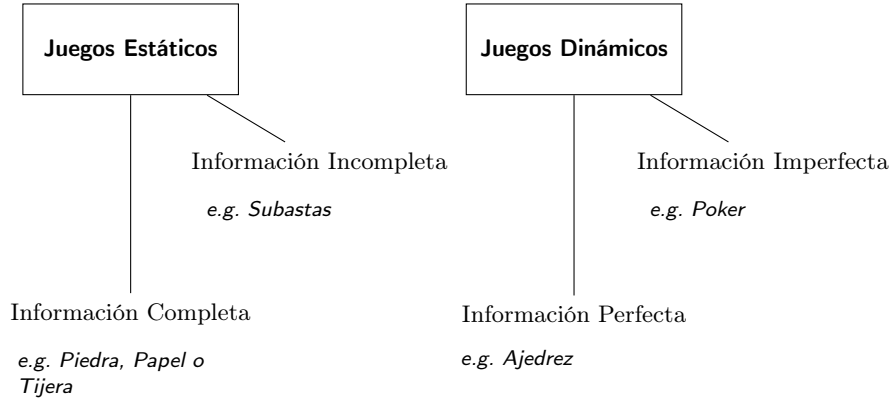 Juegos Estáticos
Información Incompleta
e.g. Subastas
Información Completa
e.g. Piedra, Papel o
Tijera
Juegos Dinámicos
Información Imperfecta
e.g. Poker
Información Perfecta
e.g. Ajedrez